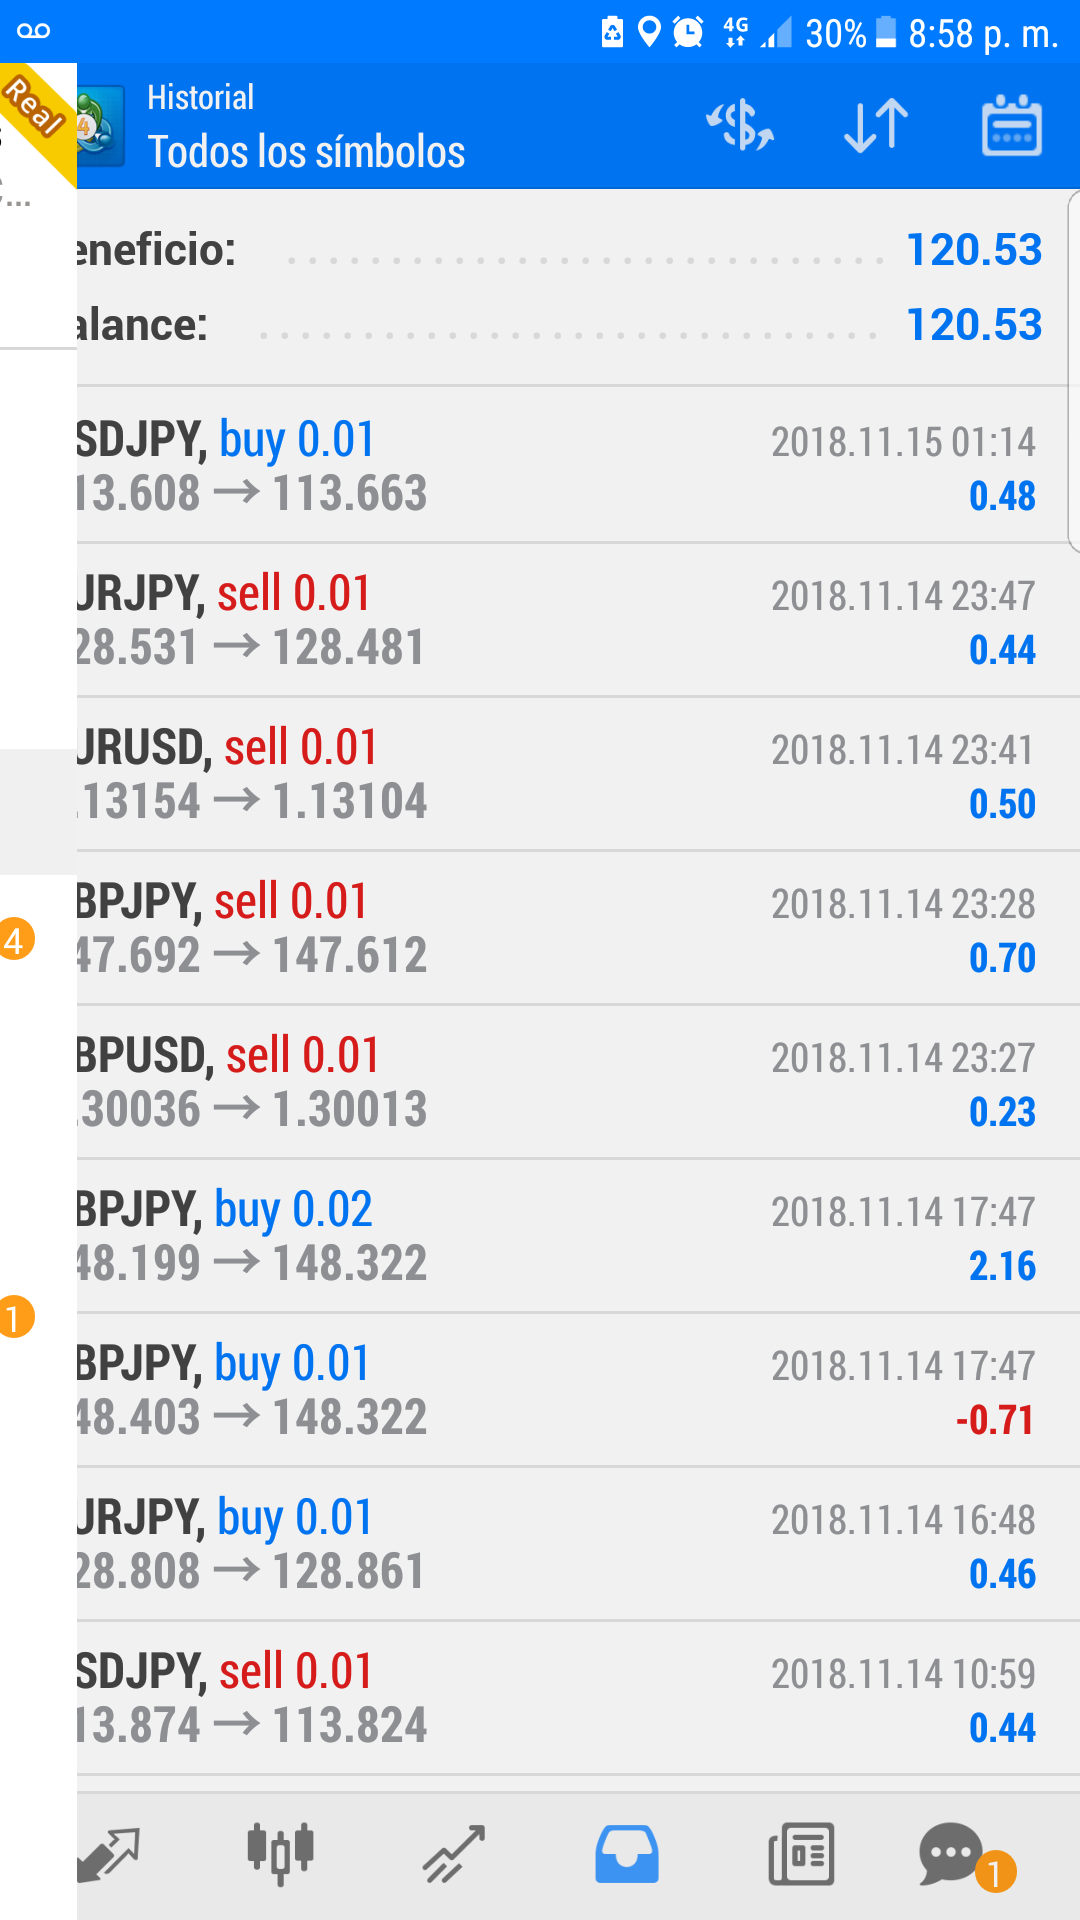 30% 8:58 p. m.
4G
Real
Historial
Todos los símbolos
eneficio: 120.53
alance: 120.53
SDJPY, buy 0.01 2018.11.15 01:14
13.608 → 113.663 0.48
URJPY, sell 0.01 2018.11.14 23:47
28.531 → 128.481 0.44
URUSD, sell 0.01 2018.11.14 23:41
.13154 → 1.13104 0.50
BPJPY, sell 0.01 2018.11.14 23:28
47.692 → 147.612 0.70
4
BPUSD, sell 0.01 2018.11.14 23:27
.30036 → 1.30013 0.23
BPJPY, buy 0.02 2018.11.14 17:47
48.199 → 148.322 2.16
1
BPJPY, buy 0.01 2018.11.14 17:47
48.403 → 148.322 -0.71
URJPY, buy 0.01 2018.11.14 16:48
28.808 → 128.861 0.46
SDJPY, sell 0.01 2018.11.14 10:59
13.874 → 113.824 0.44
1